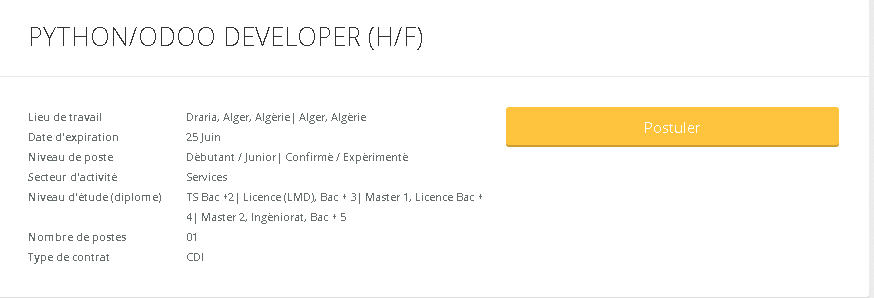 PYTHON/ODOO DEVELOPER (H/F)
Lieu de travail Draria, Alger, Algérie| Alger, Algérie
Postuler
Date d'expiration 25 Juin
Niveau de poste Débutant / Junior| Confirmé / Expérimenté
Secteur d'activité Services
Niveau d'étude (diplome) TS Bac +2| Licence (LMD), Bac + 3| Master 1, Licence Bac +
4| Master 2, Ingéniorat, Bac + 5
Nombre de postes 01
Type de contrat CDI